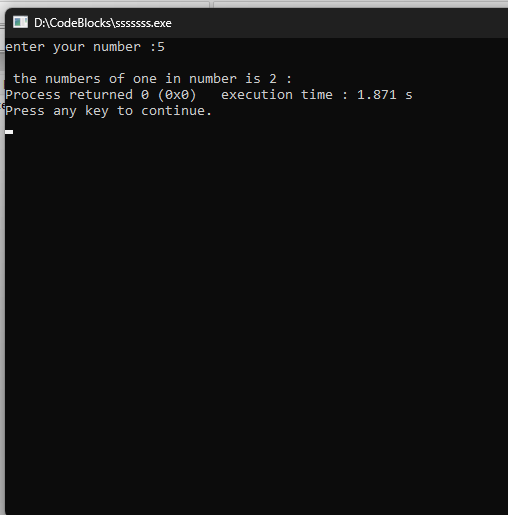 D:\CodeBlocks\sssssss.exe
enter your number :5
the numbers of one in number is 2 :
Process returned 0 (0x0)   execution time : 1.871 s
Press any key to continue.